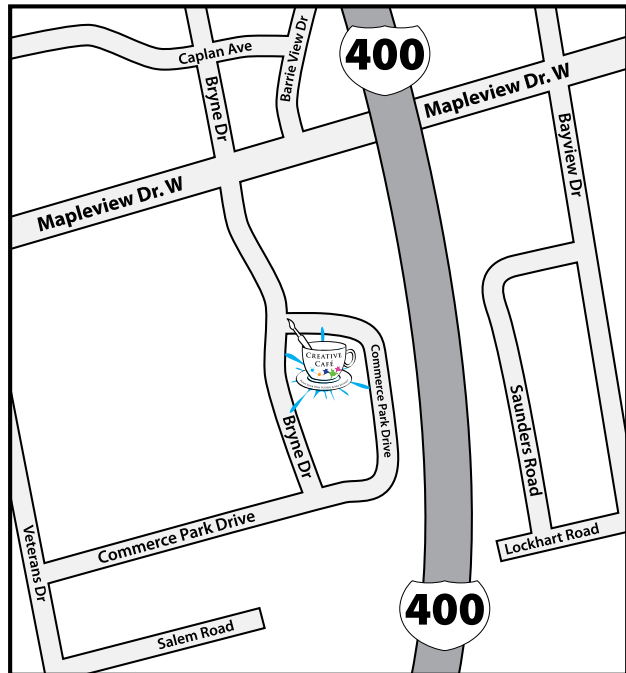 Caplan Ave
Barrie View Dr
400
Bryne Dr
Mapleview Dr. W
Bayview Dr
Mapleview Dr. W
CREATIVE
CAFÉ
Commerce Park Drive
Bryne Dr
Saunders Road
Commerce Park Drive
Lockhart Road
Veterans Dr
400
Salem Road